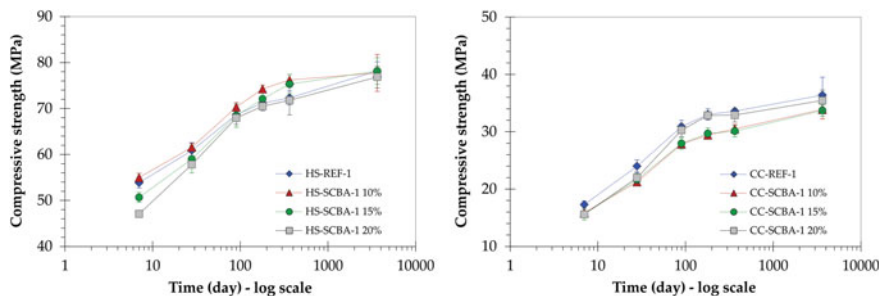 90
80
70
60
50
40
Compressive strength (MPa)
HS-REF-1
HS-SCBA-1 10%
HS-SCBA-1 15%
HS-SCBA-1 20%
1 10 100 1000 10000
Time (day) - log scale
50
40
30
20
10
Compressive strength (MPa)
CC-REF-1
CC-SCBA-1 10%
CC-SCBA-1 15%
CC-SCBA-1 20%
1 10 100 1000 10000
Time (day) - log scale